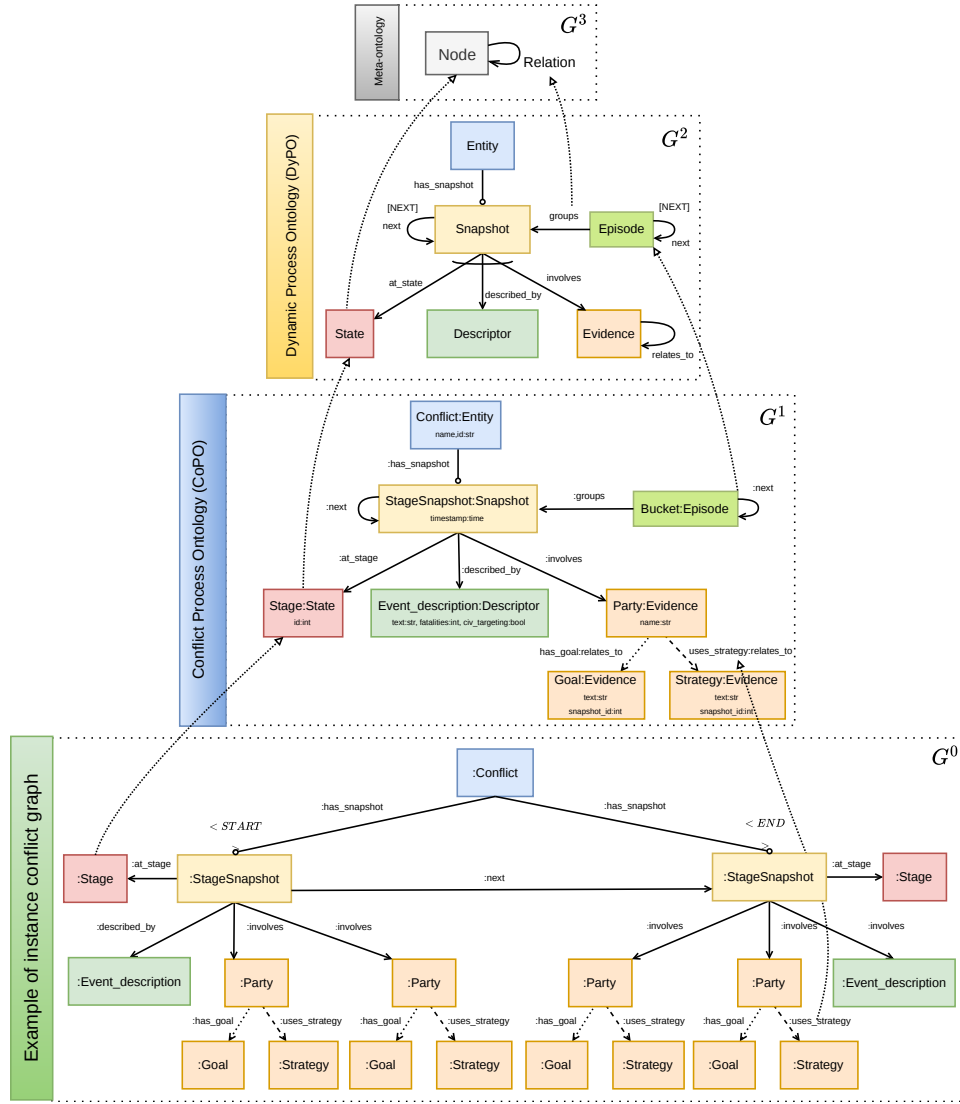 Meta-ontology
G^3
Node
Relation
Dynamic Process Ontology (DyPO)
G^2
Entity
has_snapshot
[NEXT]
next
Snapshot
groups
Episode
[NEXT]
next
at_state
described_by
involves
State
Descriptor
Evidence
relates_to
Conflict Process Ontology (CoPO)
G^1
Conflict:Entity
name,id:str
:has_snapshot
:next
StageSnapshot:Snapshot
timestamp:time
:groups
Bucket:Episode
:next
:at_stage
:described_by
:involves
Stage:State
id:int
Event_description:Descriptor
text:str, fatalities:int, civ_targeting:bool
Party:Evidence
name:str
has_goal:relates_to
uses_strategy:relates_to
Goal:Evidence
text:str
snapshot_id:int
Strategy:Evidence
text:str
snapshot_id:int
Example of instance conflict graph
G^0
:Conflict
:has_snapshot
:has_snapshot
< START
>
< END
>
:Stage
:at_stage
:StageSnapshot
:next
:StageSnapshot
:at_stage
:Stage
:described_by
:involves
:involves
:involves
:involves
:involves
:Event_description
:Party
:Party
:Party
:Party
:Event_description
:has_goal
:uses_strategy
:has_goal
:uses_strategy
:has_goal
:uses_strategy
:has_goal
:uses_strategy
:Goal
:Strategy
:Goal
:Strategy
:Goal
:Strategy
:Goal
:Strategy